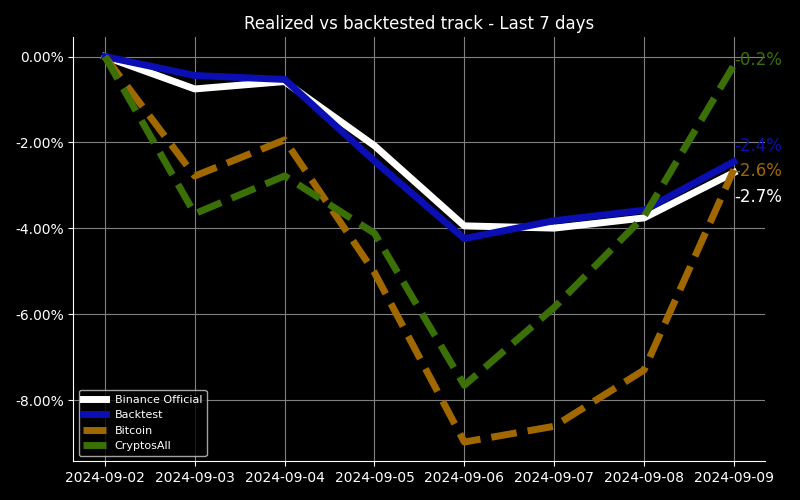 Realized vs backtested track - Last 7 days
0.00%
-2.00%
-4.00%
-6.00%
-8.00%
-0.2%
-2.4%
-2.6%
-2.7%
Binance Official
Backtest
Bitcoin
CryptosAll
2024-09-02 2024-09-03 2024-09-04 2024-09-05 2024-09-06 2024-09-07 2024-09-08 2024-09-09